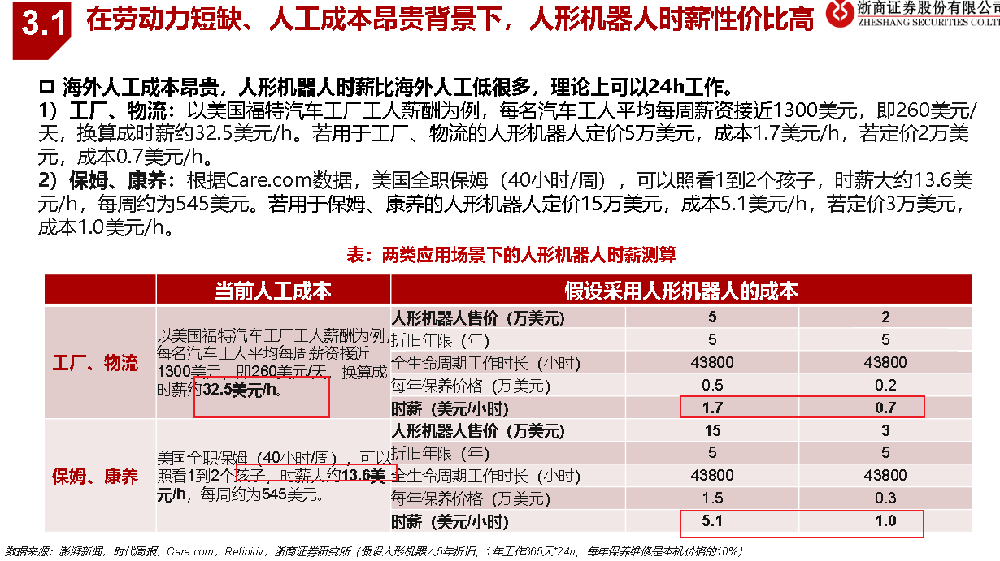 3.1 在劳动力短缺、人工成本昂贵背景下，人形机器人时薪性价比高
浙商证券股份有限公司
ZHESHANG SECURITIES CO.LTD
海外人工成本昂贵，人形机器人时薪比海外人工低很多，理论上可以24h工作。
1）工厂、物流：以美国福特汽车工厂工人薪酬为例，每名汽车工人平均每周薪资接近1300美元，即260美元/
天，换算成时薪约32.5美元/h。若用于工厂、物流的人形机器人定价5万美元，成本1.7美元/h，若定价2万美
元，成本0.7美元/h。
2）保姆、康养：根据Care.com数据，美国全职保姆（40小时/周），可以照看1到2个孩子，时薪大约13.6美
元/h，每周约为545美元。若用于保姆、康养的人形机器人定价15万美元，成本5.1美元/h，若定价3万美元，
成本1.0美元/h。
表：两类应用场景下的人形机器人时薪测算
当前人工成本 假设采用人形机器人的成本
工厂、物流
以美国福特汽车工厂工人薪酬为例，
每名汽车工人平均每周薪资接近
1300美元，即260美元/天，换算成
时薪约32.5美元/h。
人形机器人售价（万美元） 5 2
折旧年限（年） 5 5
全生命周期工作时长（小时） 43800 43800
每年保养价格（万美元） 0.5 0.2
时薪（美元/小时） 1.7 0.7
保姆、康养
美国全职保姆（40小时/周），可以
照看1到2个孩子，时薪大约13.6美
元/h，每周约为545美元。
人形机器人售价（万美元） 15 3
折旧年限（年） 5 5
全生命周期工作时长（小时） 43800 43800
每年保养价格（万美元） 1.5 0.3
时薪（美元/小时） 5.1 1.0
数据来源：澎湃新闻，时代周报，Care.com，Refinitiv，浙商证券研究所（假设人形机器人5年折旧、1年工作365天*24h、每年保养维修是本机价格的10%）